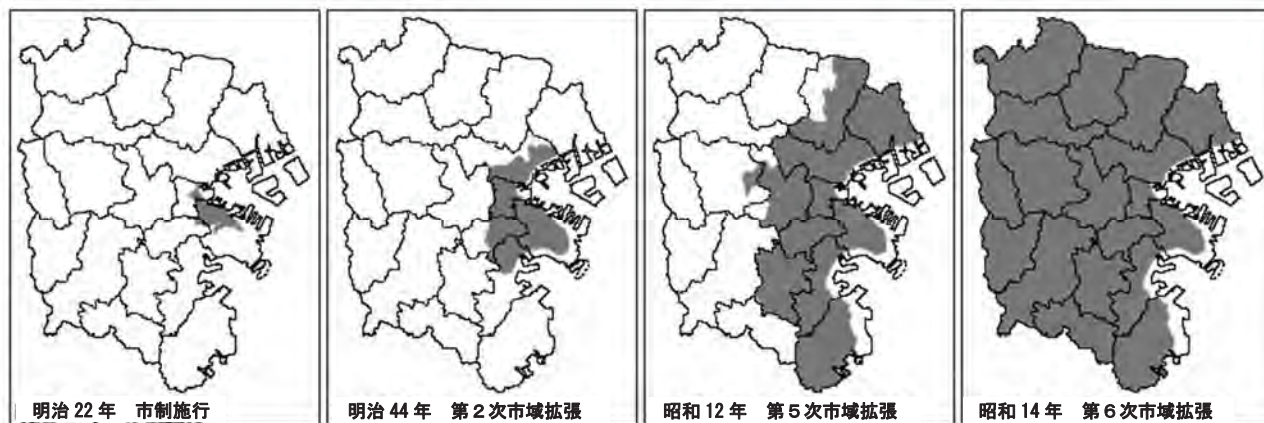 明治 22 年　市制施行
明治 44 年　第２次市域拡張
昭和 12 年　第５次市域拡張
昭和 14 年　第６次市域拡張